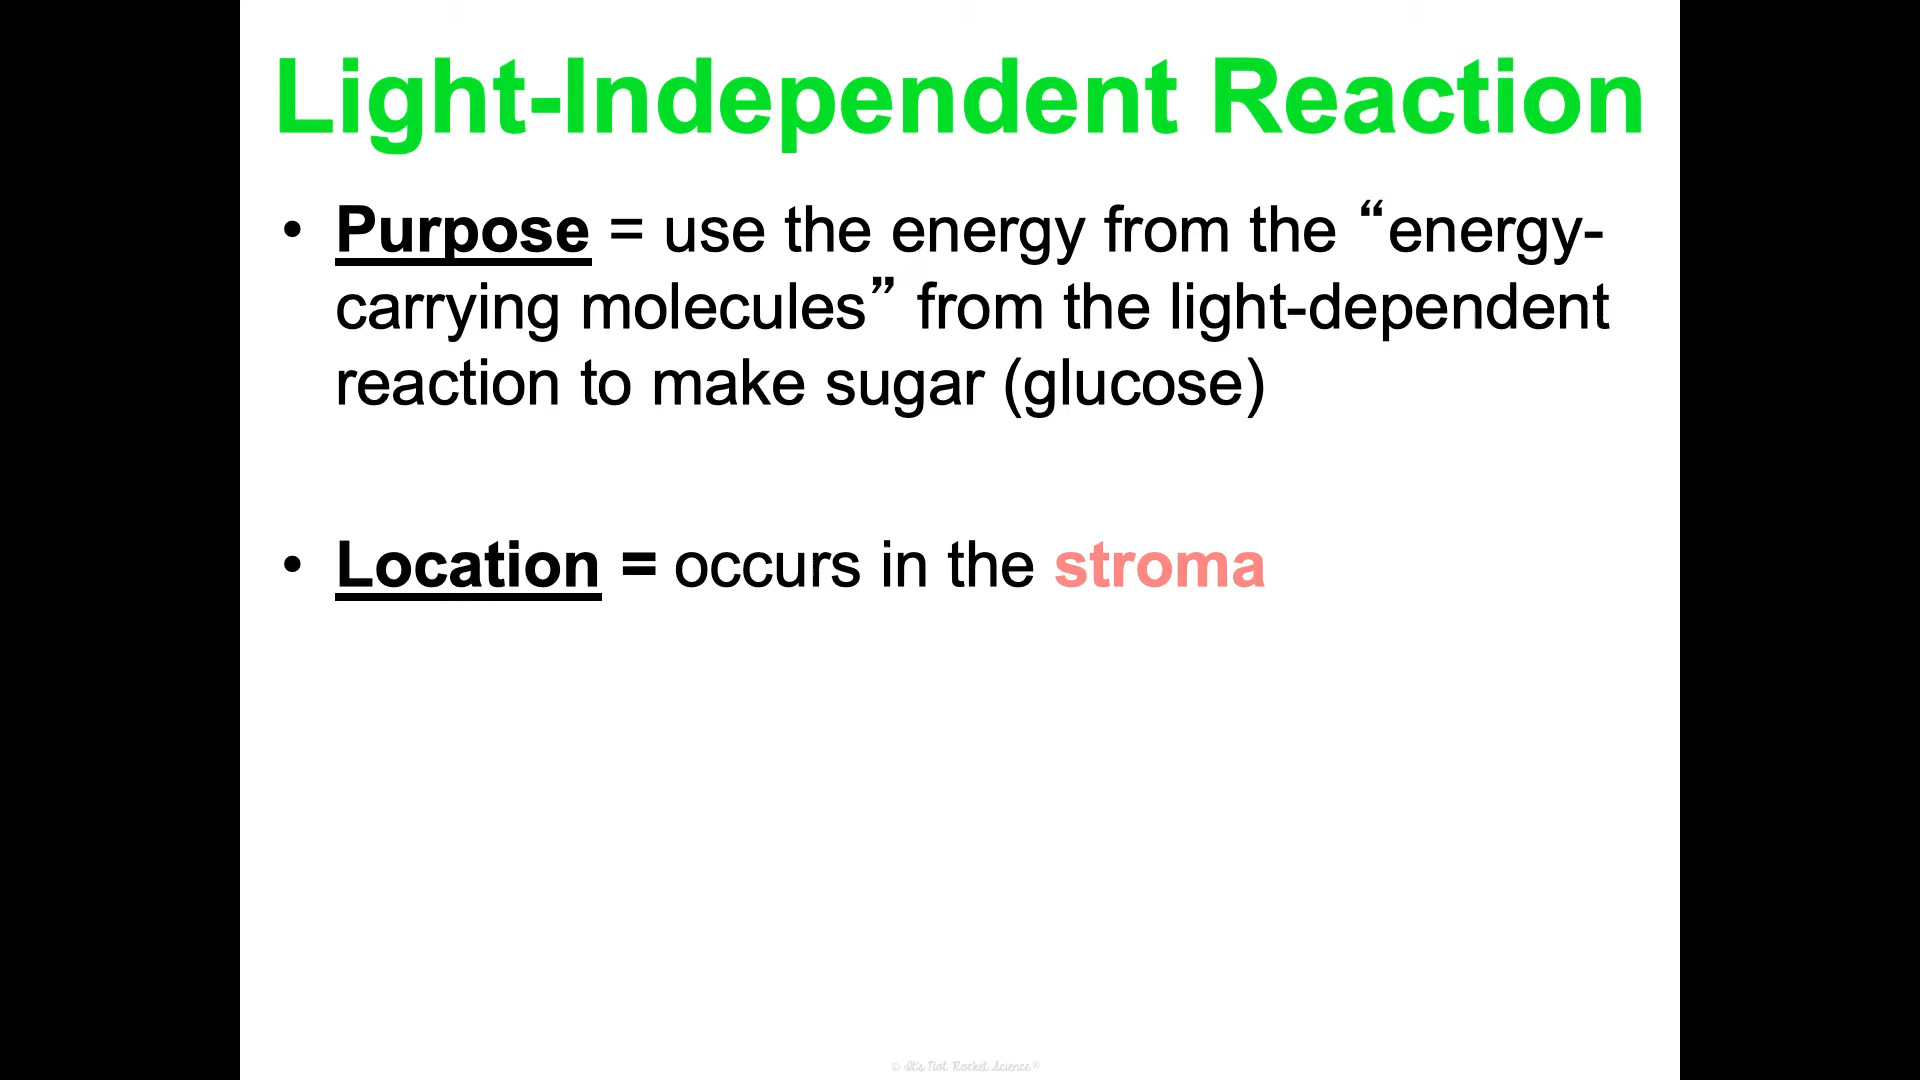 Light-Independent Reaction
• Purpose = use the energy from the “energy-
carrying molecules” from the light-dependent
reaction to make sugar (glucose)
• Location = occurs in the stroma
© It's Not Rocket Science®